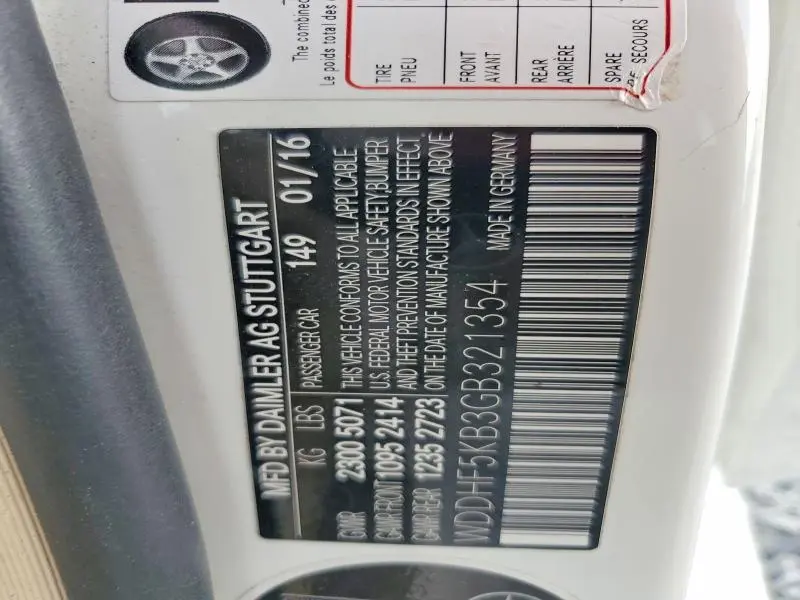 The combined
Le poids total des
TIRE
PNEU
FRONT
AVANT
REAR
ARRIÈRE
SPARE
DE SECOURS
MFD BY DAIMLER AG STUTTGART
KG LBS PASSENGER CAR 149 01/16
GVWR 2300 5071 THIS VEHICLE CONFORMS TO ALL APPLICABLE
GAWR FRONT 1095 2414 U.S. FEDERAL MOTOR VEHICLE SAFETY BUMPER
GAWR REAR 1235 2723 AND THEFT PREVENTION STANDARDS IN EFFECT
ON THE DATE OF MANUFACTURE SHOWN ABOVE
WDDHF5KB3GB321354 MADE IN GERMANY